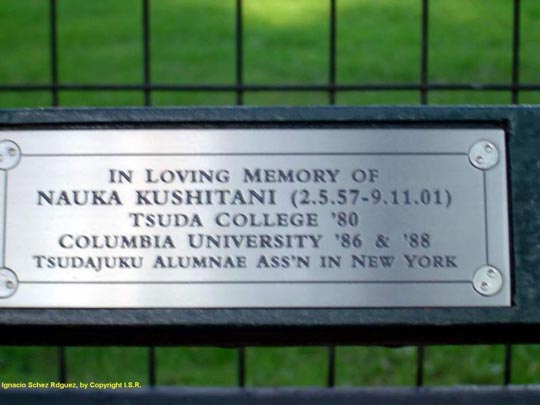 IN LOVING MEMORY OF
NAUKA KUSHITANI (2.5.57-9.11.01)
TSUDA COLLEGE '80
COLUMBIA UNIVERSITY '86 & '88
TSUDAJUKU ALUMNAE ASS'N IN NEW YORK
Ignacio Schez Rdguez, by Copyright I.S.R.